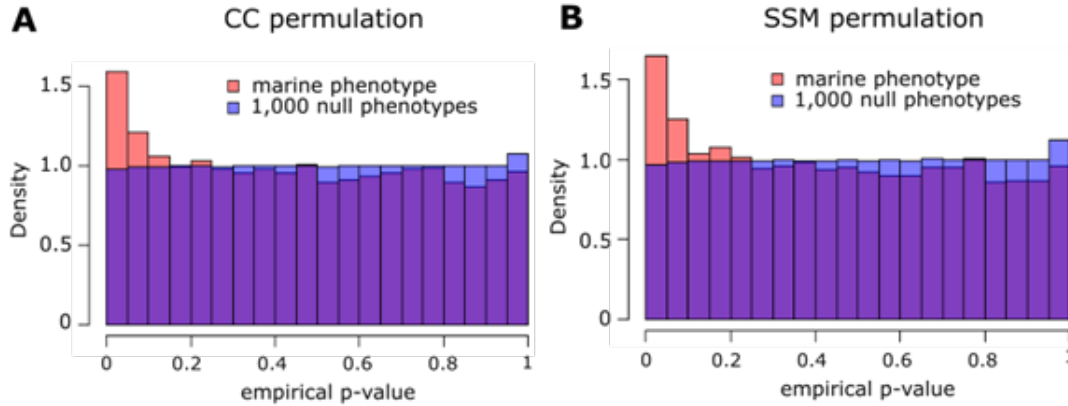 A CC permulation
1.5
1.0
0.5
0
Density
marine phenotype
1,000 null phenotypes
0 0.2 0.4 0.6 0.8 1
empirical p-value
B SSM permulation
1.5
1.0
0.5
0
Density
marine phenotype
1,000 null phenotypes
0 0.2 0.4 0.6 0.8 1
empirical p-value